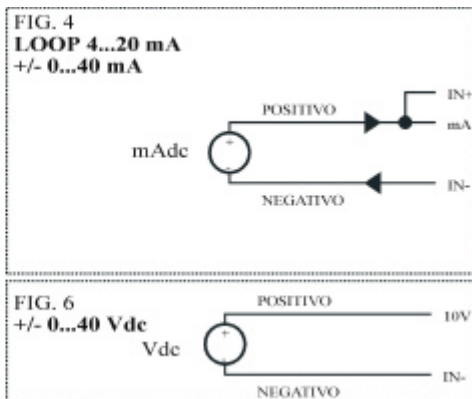 FIG. 4
LOOP 4...20 mA
+/- 0...40 mA
IN+
POSITIVO
mA
mAdc
+
-
IN-
NEGATIVO
FIG. 6
+/- 0...40 Vdc
POSITIVO
10V
Vdc
+
-
IN-
NEGATIVO